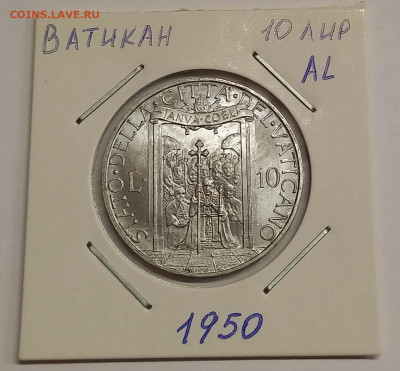 COINS.LAVE.RU
ВАТИКАН 10 ЛИР
AL
STATO·DELLA·CITTA·DEL·VATICANO
IANVA·COELI
L· 10
1950